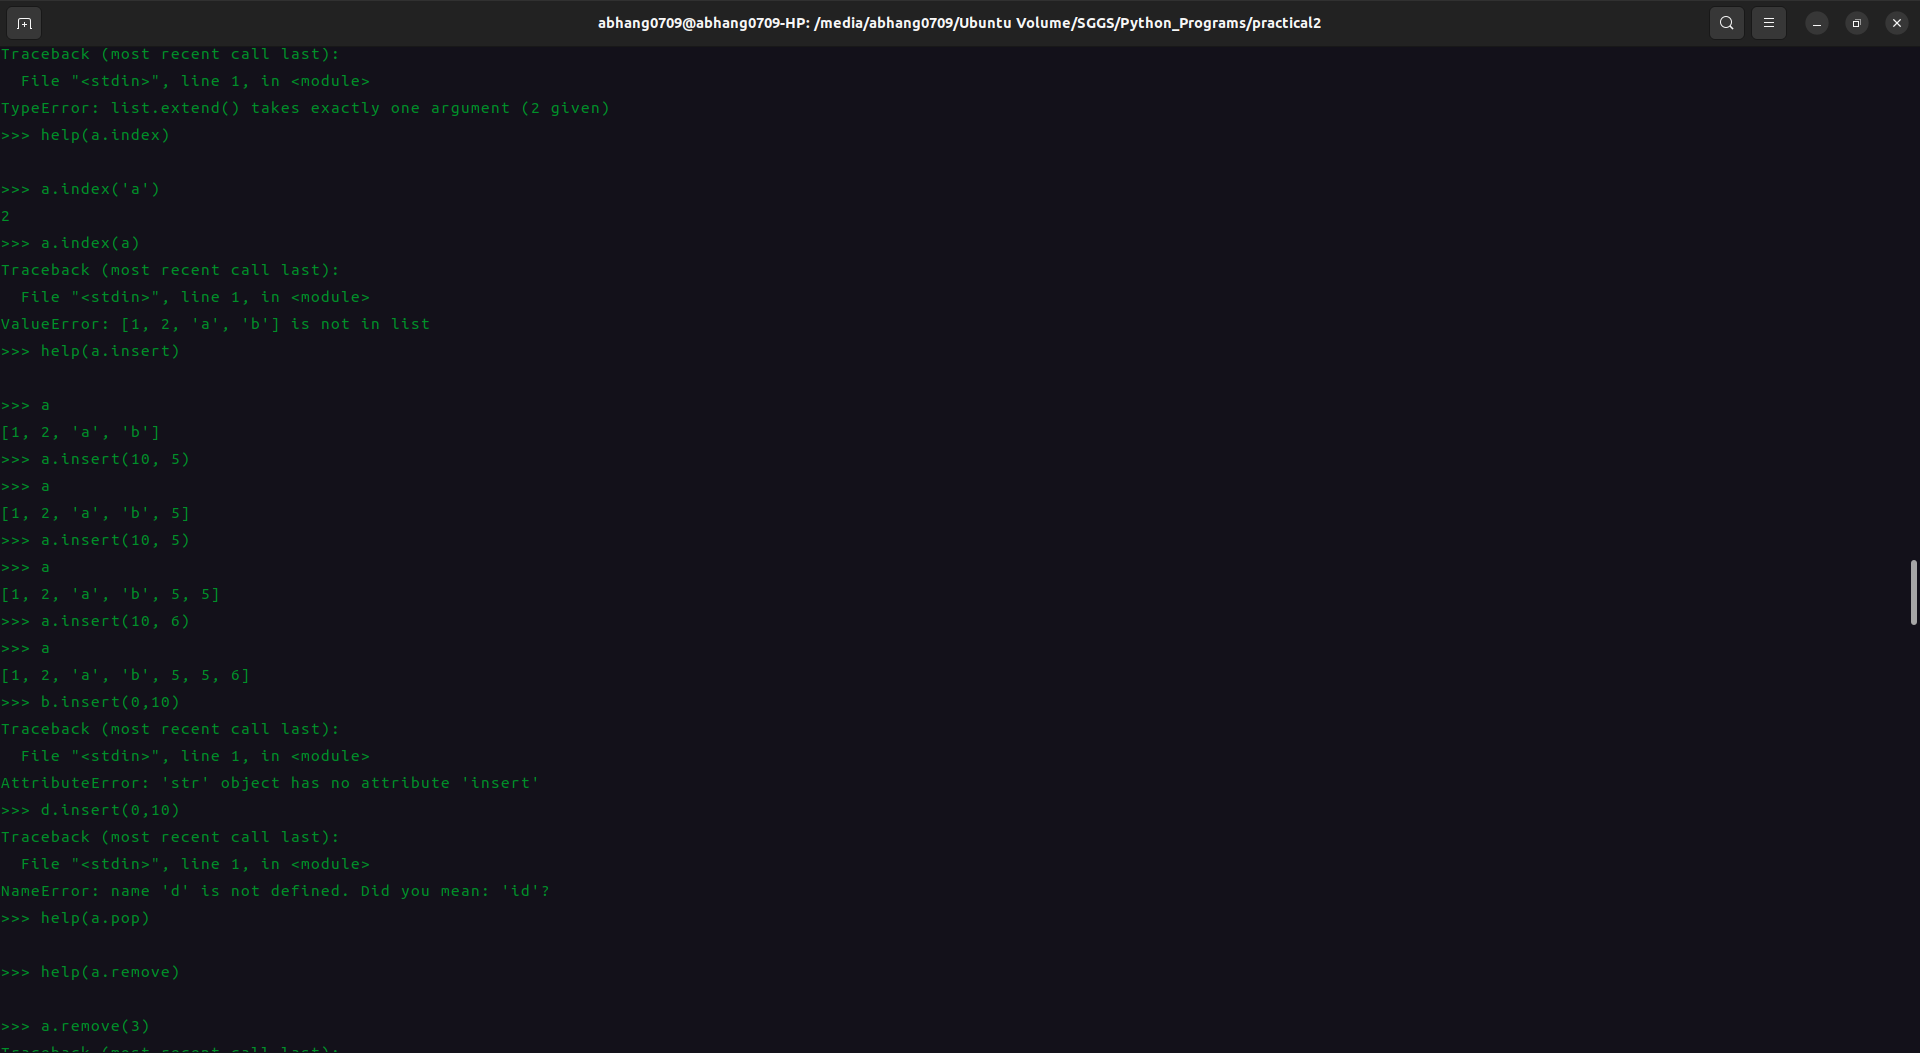 abhang0709@abhang0709-HP: /media/abhang0709/Ubuntu Volume/SGGS/Python_Programs/practical2
Traceback (most recent call last):
  File "<stdin>", line 1, in <module>
TypeError: list.extend() takes exactly one argument (2 given)
>>> help(a.index)
>>> a.index('a')
2
>>> a.index(a)
Traceback (most recent call last):
  File "<stdin>", line 1, in <module>
ValueError: [1, 2, 'a', 'b'] is not in list
>>> help(a.insert)
>>> a
[1, 2, 'a', 'b']
>>> a.insert(10, 5)
>>> a
[1, 2, 'a', 'b', 5]
>>> a.insert(10, 5)
>>> a
[1, 2, 'a', 'b', 5, 5]
>>> a.insert(10, 6)
>>> a
[1, 2, 'a', 'b', 5, 5, 6]
>>> b.insert(0,10)
Traceback (most recent call last):
  File "<stdin>", line 1, in <module>
AttributeError: 'str' object has no attribute 'insert'
>>> d.insert(0,10)
Traceback (most recent call last):
  File "<stdin>", line 1, in <module>
NameError: name 'd' is not defined. Did you mean: 'id'?
>>> help(a.pop)
>>> help(a.remove)
>>> a.remove(3)
Traceback (most recent call last):